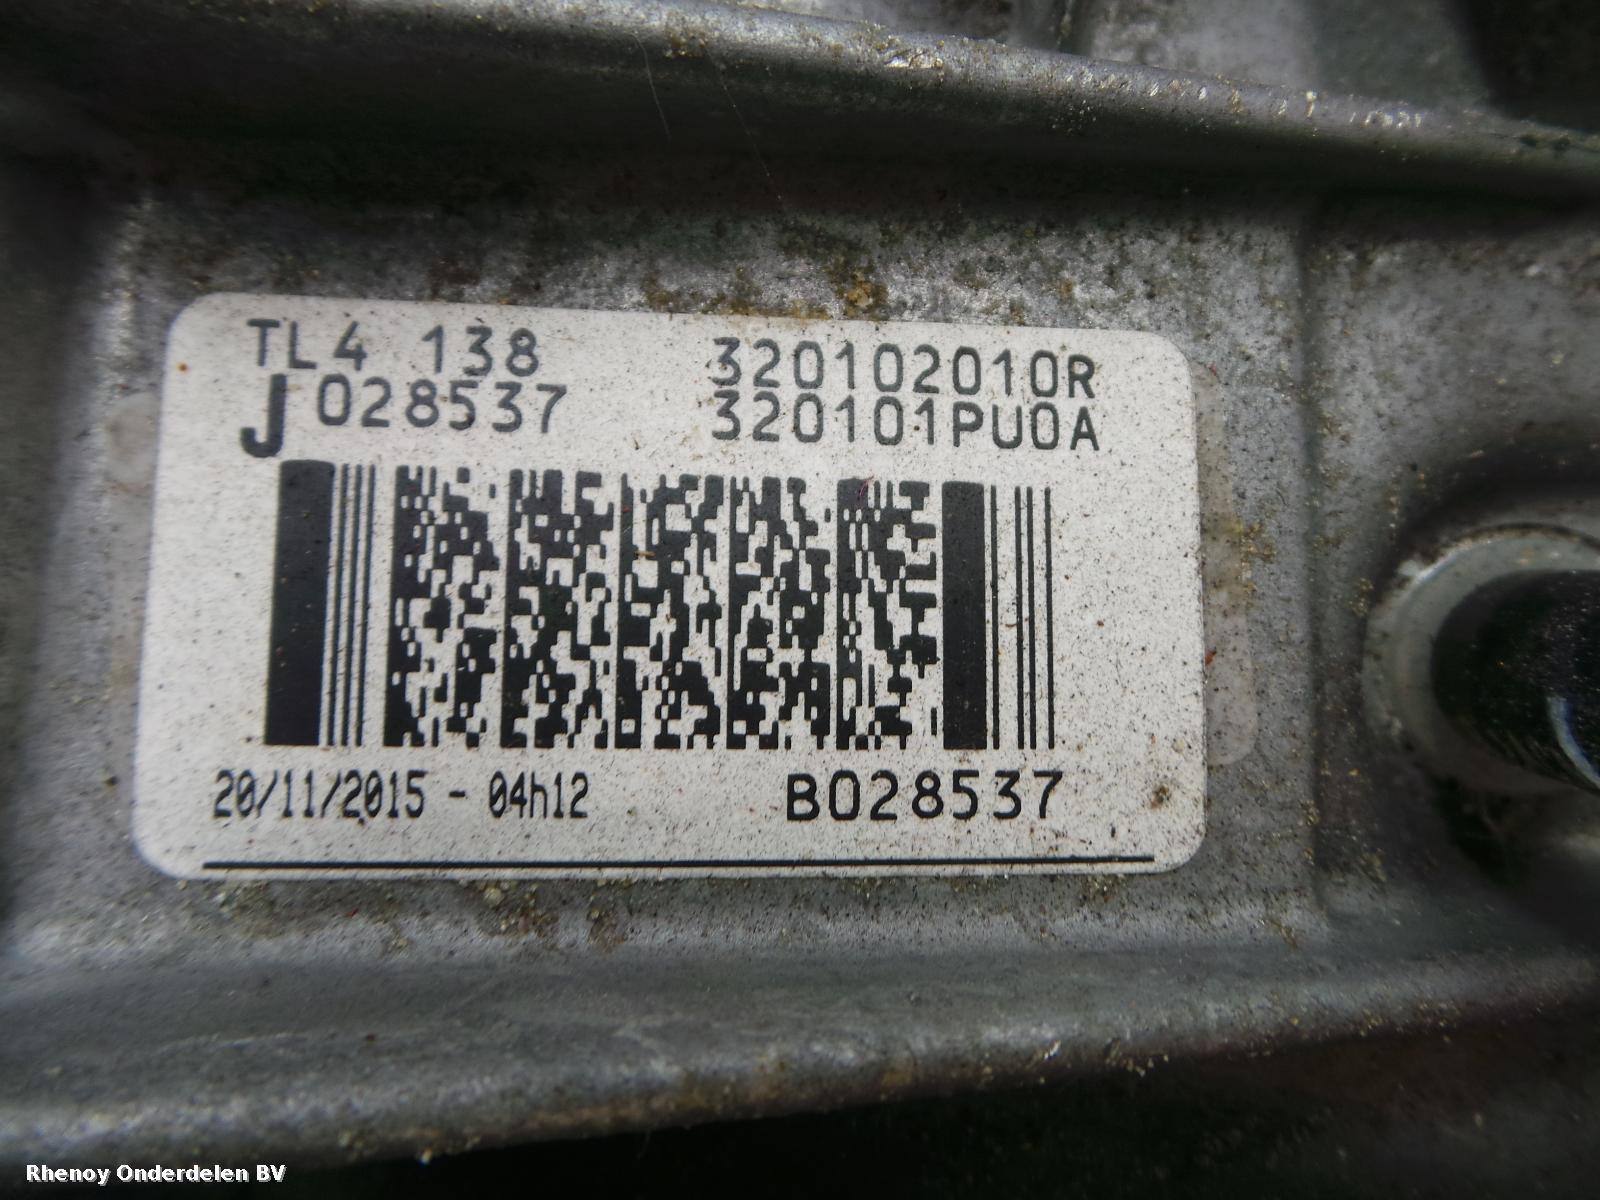 TL4 138 320102010R
J 028537 320101PU0A
20/11/2015 - 04h12 B028537
Rhenoy Onderdelen BV